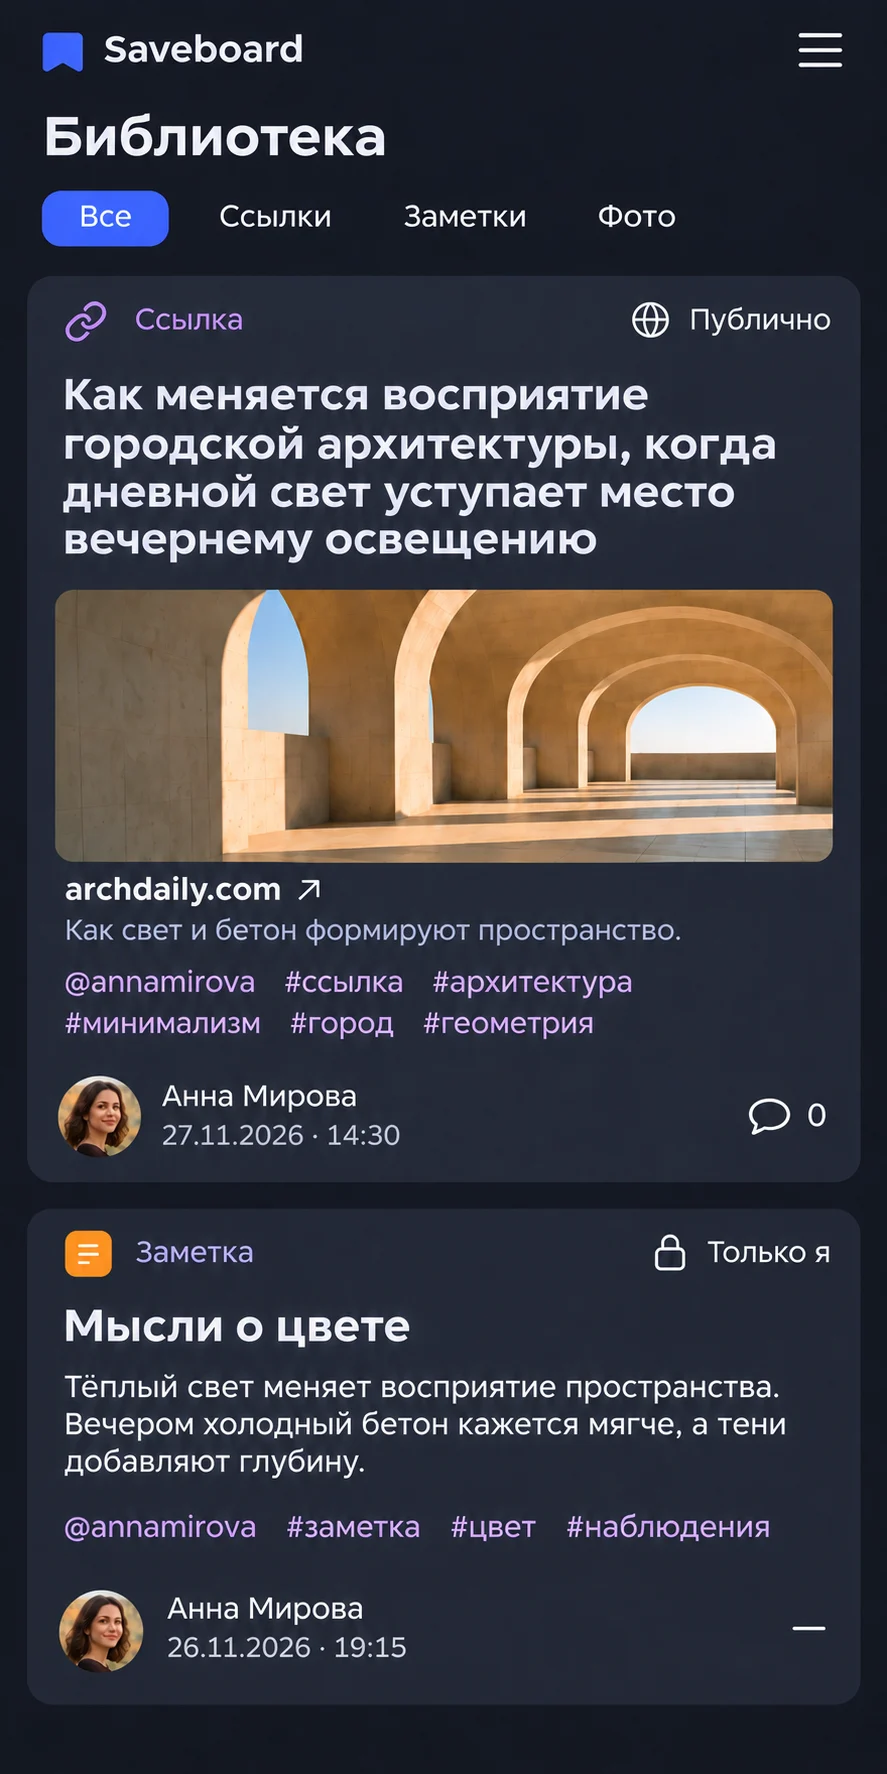 Saveboard
Библиотека
Все Ссылки Заметки Фото
Ссылка Публично
Как меняется восприятие
городской архитектуры, когда
дневной свет уступает место
вечернему освещению
archdaily.com
Как свет и бетон формируют пространство.
@annamirova #ссылка #архитектура
#минимализм #город #геометрия
Анна Мирова
27.11.2026 · 14:30
0
Заметка Только я
Мысли о цвете
Тёплый свет меняет восприятие пространства.
Вечером холодный бетон кажется мягче, а тени
добавляют глубину.
@annamirova #заметка #цвет #наблюдения
Анна Мирова
26.11.2026 · 19:15
—